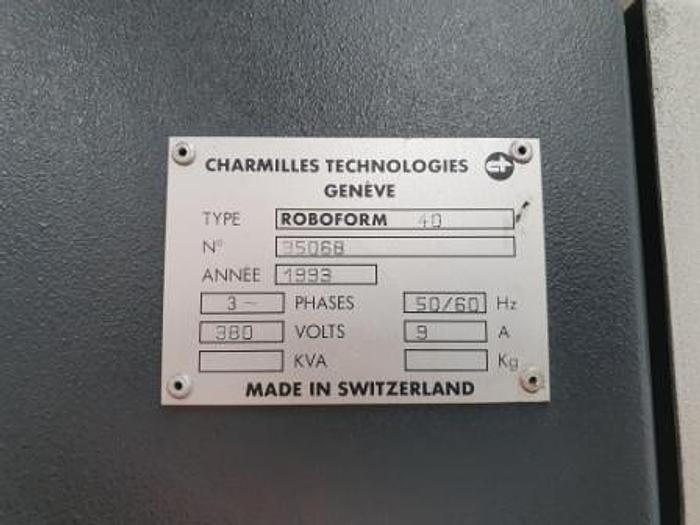 CHARMILLES TECHNOLOGIES
GENÈVE
TYPE ROBOFORM 40
N° 95068
ANNÉE 1993
3~ PHASES 50/60 Hz
380 VOLTS 9 A
KVA Kg
MADE IN SWITZERLAND